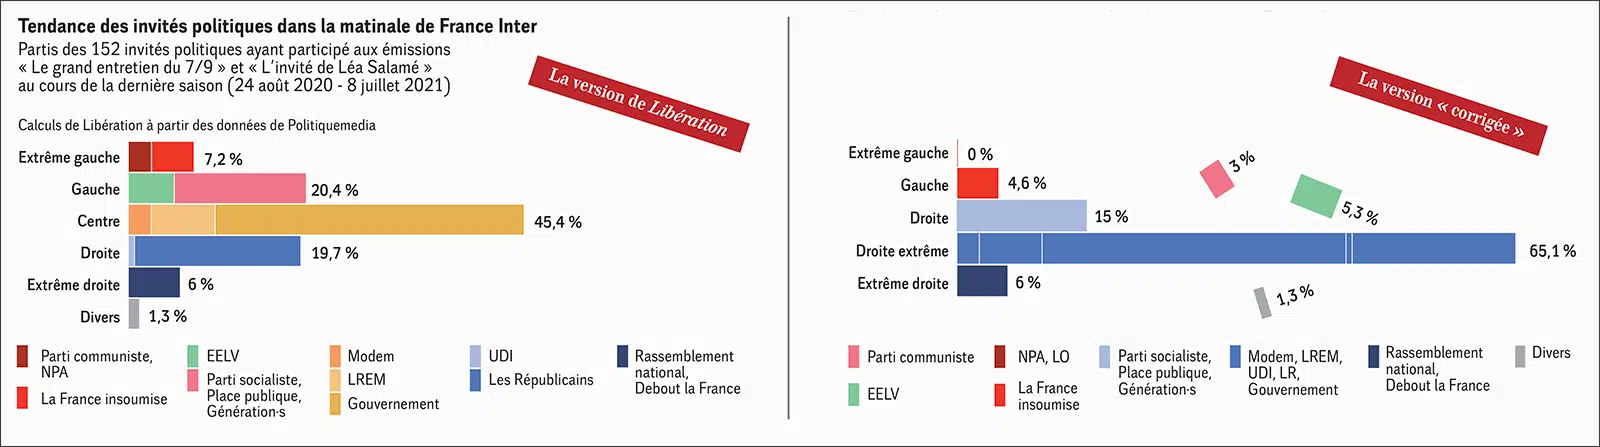 Tendance des invités politiques dans la matinale de France Inter
Partis des 152 invités politiques ayant participé aux émissions
« Le grand entretien du 7/9 » et « L’invité de Léa Salamé »
au cours de la dernière saison (24 août 2020 - 8 juillet 2021)
La version de Libération
Calculs de Libération à partir des données de Politiquemedia
Extrême gauche 7,2 %
Gauche 20,4 %
Centre 45,4 %
Droite 19,7 %
Extrême droite 6 %
Divers 1,3 %
Parti communiste,
NPA
La France insoumise
EELV
Parti socialiste,
Place publique,
Génération·s
Modem
LREM
Gouvernement
UDI
Les Républicains
Rassemblement
national,
Debout la France
La version « corrigée »
Extrême gauche 0 %
Gauche 4,6 %
Droite 15 %
Droite extrême 65,1 %
Extrême droite 6 %
3 %
5,3 %
1,3 %
Parti communiste
EELV
NPA, LO
La France
insoumise
Parti socialiste,
Place publique,
Génération·s
Modem, LREM,
UDI, LR,
Gouvernement
Rassemblement
national,
Debout la France
Divers